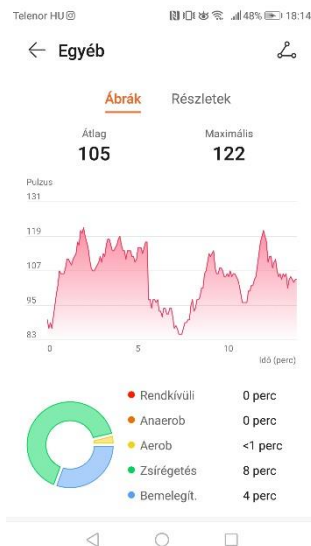 Telenor HU 48% 18:14
Egyéb
Ábrák Részletek
Átlag Maximális
105 122
Pulzus
131
119
107
95
83
0 5 10
Idő (perc)
Rendkívüli 0 perc
Anaerob 0 perc
Aerob <1 perc
Zsírégetés 8 perc
Bemelegít. 4 perc